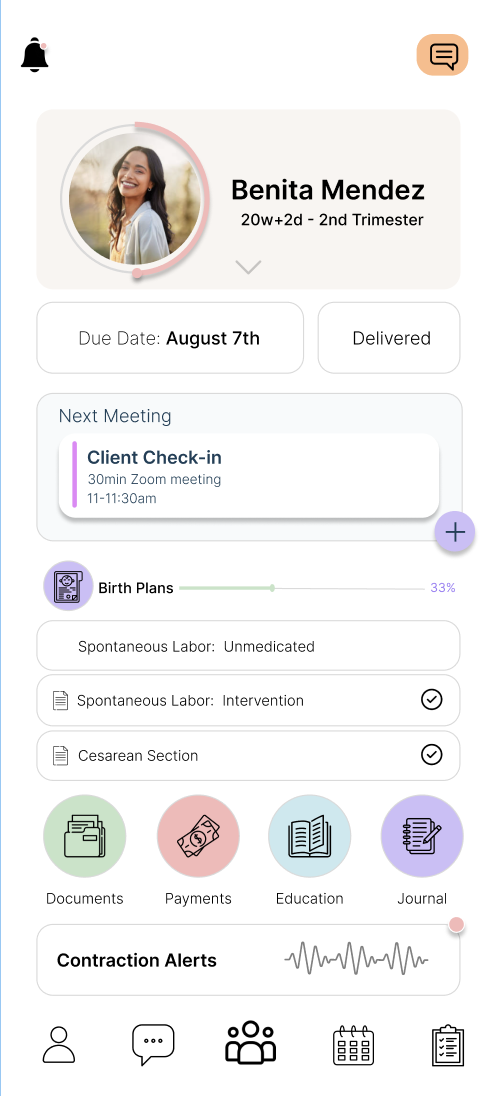 Benita Mendez
20w+2d - 2nd Trimester
Due Date: August 7th
Delivered
Next Meeting
Client Check-in
30min Zoom meeting
11-11:30am
Birth Plans
33%
Spontaneous Labor: Unmedicated
Spontaneous Labor: Intervention
Cesarean Section
Documents
Payments
Education
Journal
Contraction Alerts